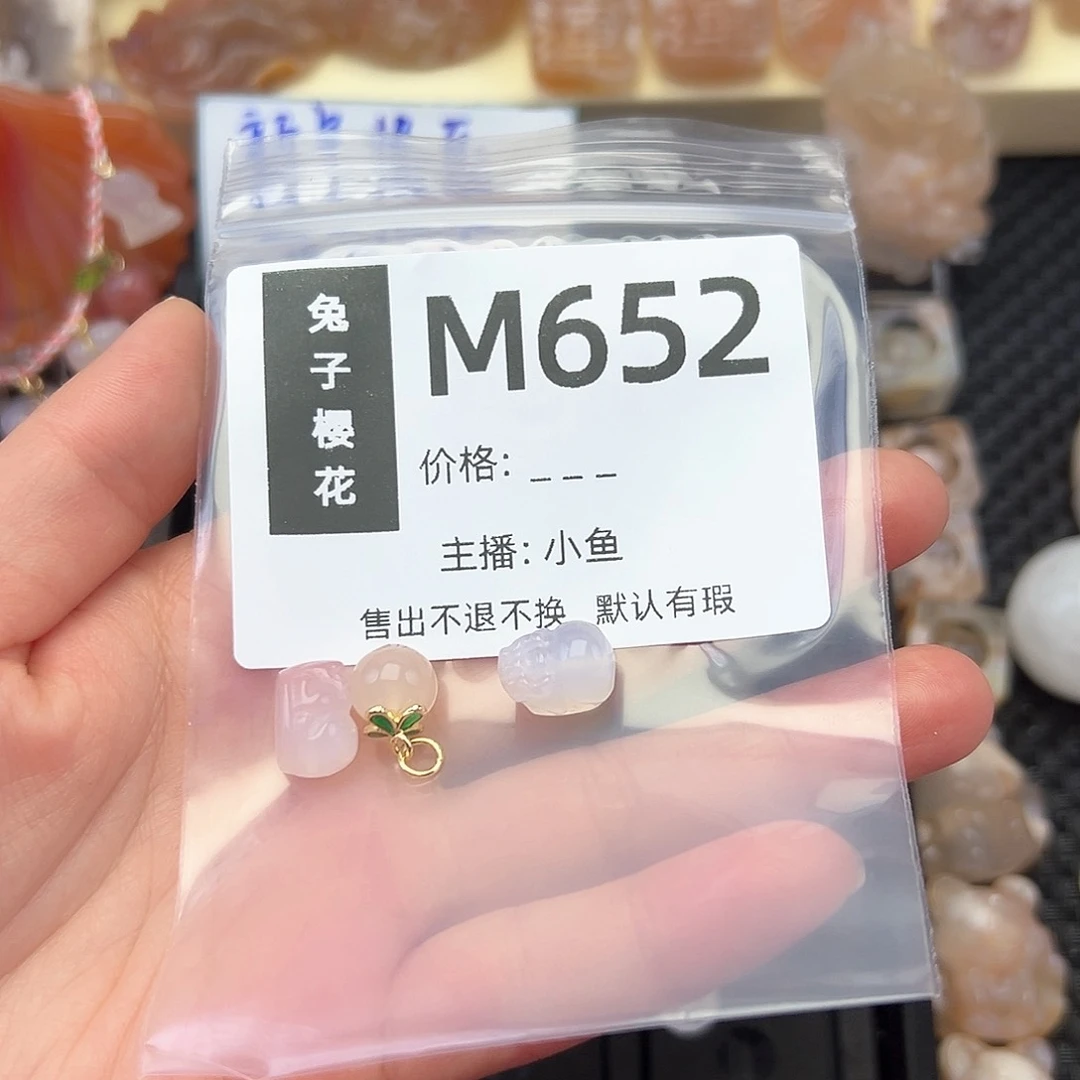 兔子樱花
M652
价格: _ _ _
主播: 小鱼
售出不退不换 默认有瑕